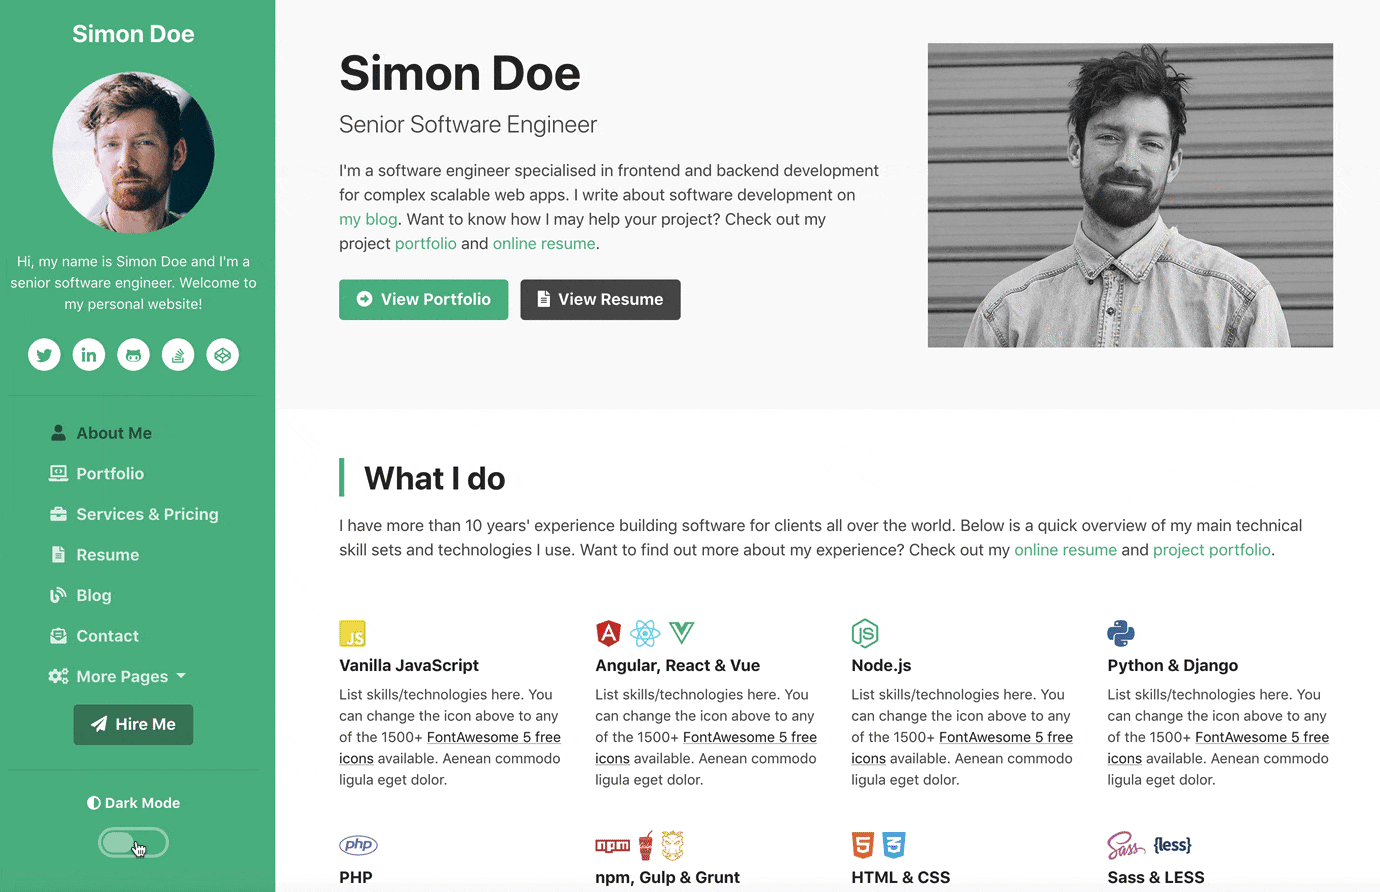 Simon Doe
Hi, my name is Simon Doe and I'm a
senior software engineer. Welcome to
my personal website!
About Me
Portfolio
Services & Pricing
Resume
Blog
Contact
More Pages
Hire Me
Dark Mode
Simon Doe
Senior Software Engineer
I'm a software engineer specialised in frontend and backend development
for complex scalable web apps. I write about software development on
my blog. Want to know how I may help your project? Check out my
project portfolio and online resume.
View Portfolio
View Resume
What I do
I have more than 10 years' experience building software for clients all over the world. Below is a quick overview of my main technical
skill sets and technologies I use. Want to find out more about my experience? Check out my online resume and project portfolio.
JS
Vanilla JavaScript
List skills/technologies here. You
can change the icon above to any
of the 1500+ FontAwesome 5 free
icons available. Aenean commodo
ligula eget dolor.
A
Angular, React & Vue
List skills/technologies here. You
can change the icon above to any
of the 1500+ FontAwesome 5 free
icons available. Aenean commodo
ligula eget dolor.
JS
Node.js
List skills/technologies here. You
can change the icon above to any
of the 1500+ FontAwesome 5 free
icons available. Aenean commodo
ligula eget dolor.
Python & Django
List skills/technologies here. You
can change the icon above to any
of the 1500+ FontAwesome 5 free
icons available. Aenean commodo
ligula eget dolor.
php
PHP
npm
npm, Gulp & Grunt
5 3
HTML & CSS
Sass {less}
Sass & LESS